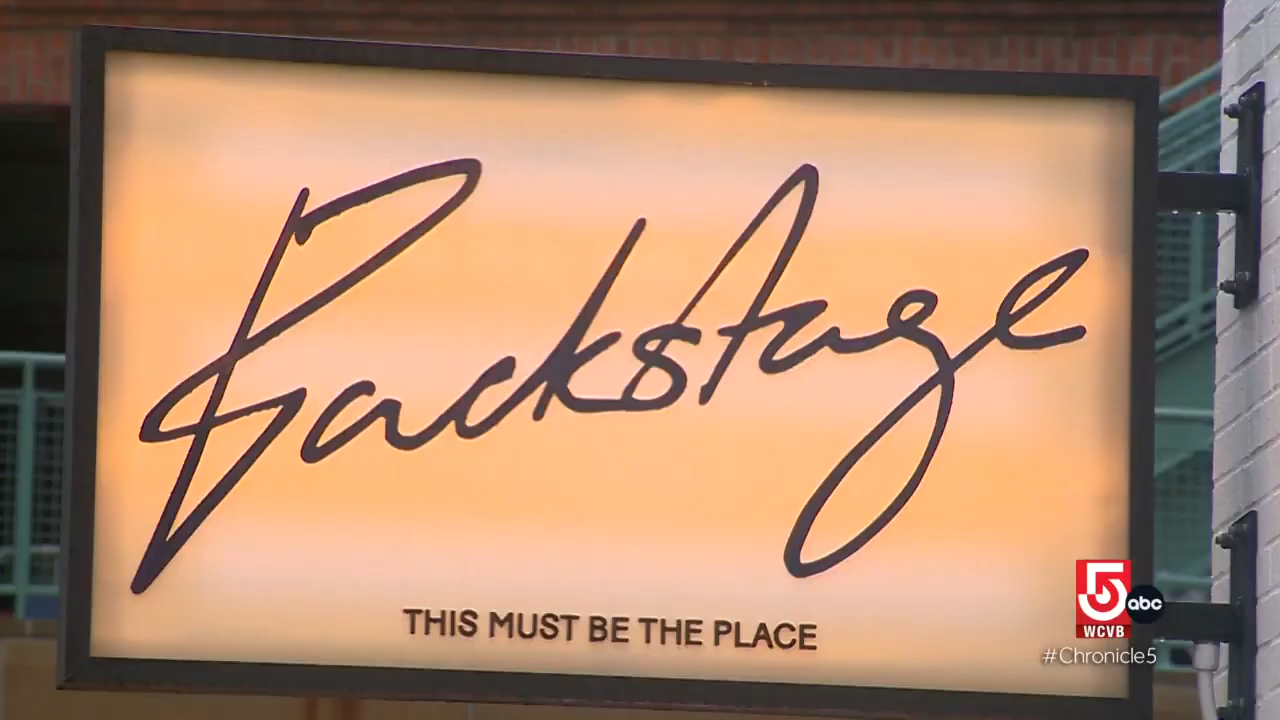 Backstage
THIS MUST BE THE PLACE
5
abc
WCVB
#Chronicle5